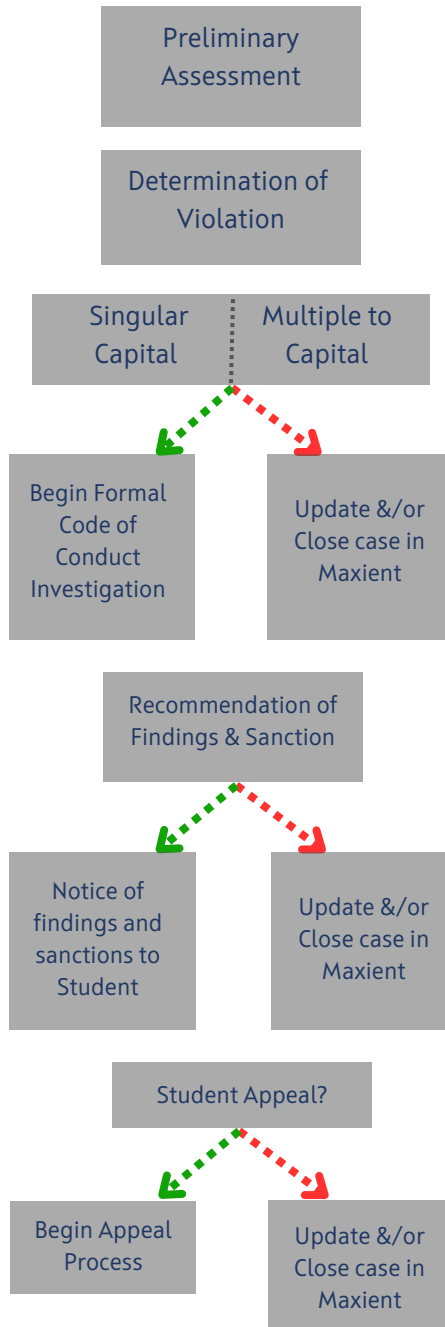 Preliminary
Assessment
Determination of
Violation
Singular
Capital
Multiple to
Capital
Begin Formal
Code of
Conduct
Investigation
Update &/or
Close case in
Maxient
Recommendation of
Findings & Sanction
Notice of
findings and
sanctions to
Student
Update &/or
Close case in
Maxient
Student Appeal?
Begin Appeal
Process
Update &/or
Close case in
Maxient